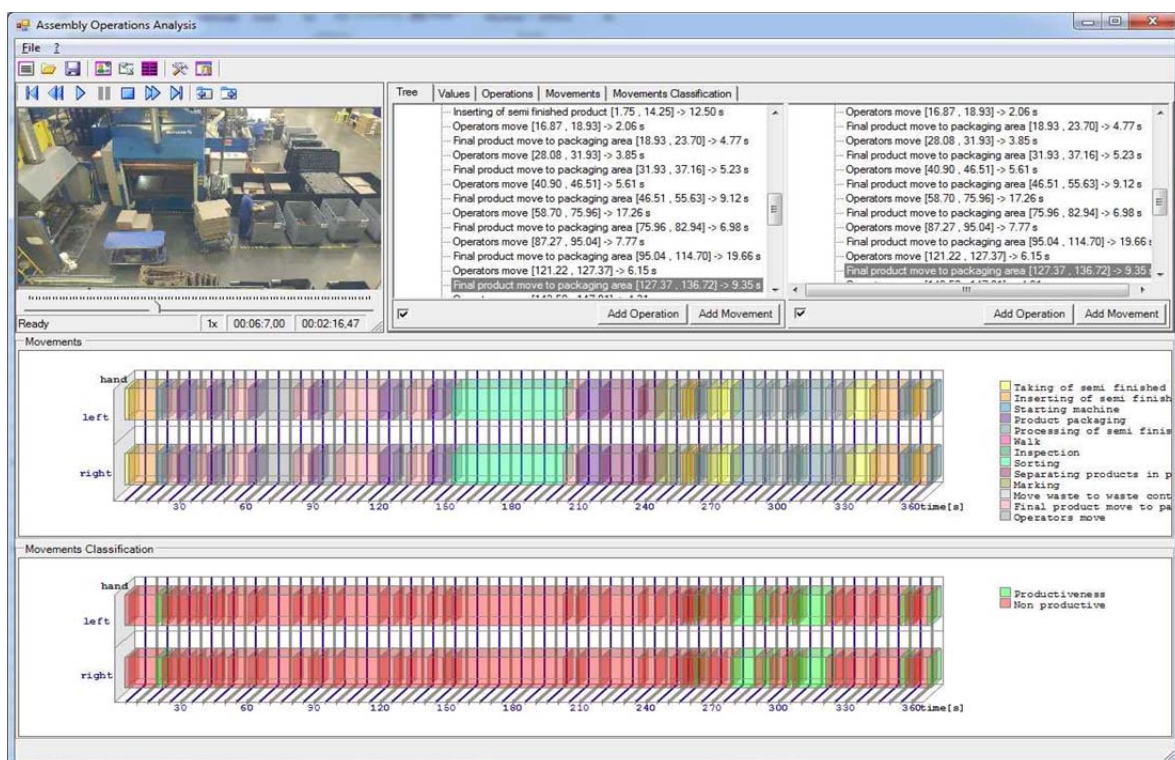 Assembly Operations Analysis
File ?
Tree Values Operations Movements Movements Classification
Inserting of semi finished product [1.75 , 14.25] -> 12.50 s
Operators move [16.87 , 18.93] -> 2.06 s
Final product move to packaging area [18.93 , 23.70] -> 4.77 s
Operators move [28.08 , 31.93] -> 3.85 s
Final product move to packaging area [31.93 , 37.16] -> 5.23 s
Operators move [40.90 , 46.51] -> 5.61 s
Final product move to packaging area [46.51 , 55.63] -> 9.12 s
Operators move [58.70 , 75.96] -> 17.26 s
Final product move to packaging area [75.96 , 82.94] -> 6.98 s
Operators move [87.27 , 95.04] -> 7.77 s
Final product move to packaging area [95.04 , 114.70] -> 19.66 s
Operators move [121.22 , 127.37] -> 6.15 s
Final product move to packaging area [127.37 , 136.72] -> 9.35 s
Add Operation Add Movement
Operators move [16.87 , 18.93] -> 2.06 s
Final product move to packaging area [18.93 , 23.70] -> 4.77 s
Operators move [28.08 , 31.93] -> 3.85 s
Final product move to packaging area [31.93 , 37.16] -> 5.23 s
Operators move [40.90 , 46.51] -> 5.61 s
Final product move to packaging area [46.51 , 55.63] -> 9.12 s
Operators move [58.70 , 75.96] -> 17.26 s
Final product move to packaging area [75.96 , 82.94] -> 6.98 s
Operators move [87.27 , 95.04] -> 7.77 s
Final product move to packaging area [95.04 , 114.70] -> 19.66 s
Operators move [121.22 , 127.37] -> 6.15 s
Final product move to packaging area [127.37 , 136.72] -> 9.35
Add Operation Add Movement
Ready 1x 00:06:7,00 00:02:16,47
Movements
hand
left
right
30 60 90 120 150 180 210 240 270 300 330 360 time[s]
Taking of semi finished
Inserting of semi finish
Starting machine
Product packaging
Processing of semi finis
Walk
Inspection
Sorting
Separating products in p
Marking
Move waste to waste cont
Final product move to pa
Operators move
Movements Classification
hand
left
right
30 60 90 120 150 180 210 240 270 300 330 360 time[s]
Productiveness
Non productive